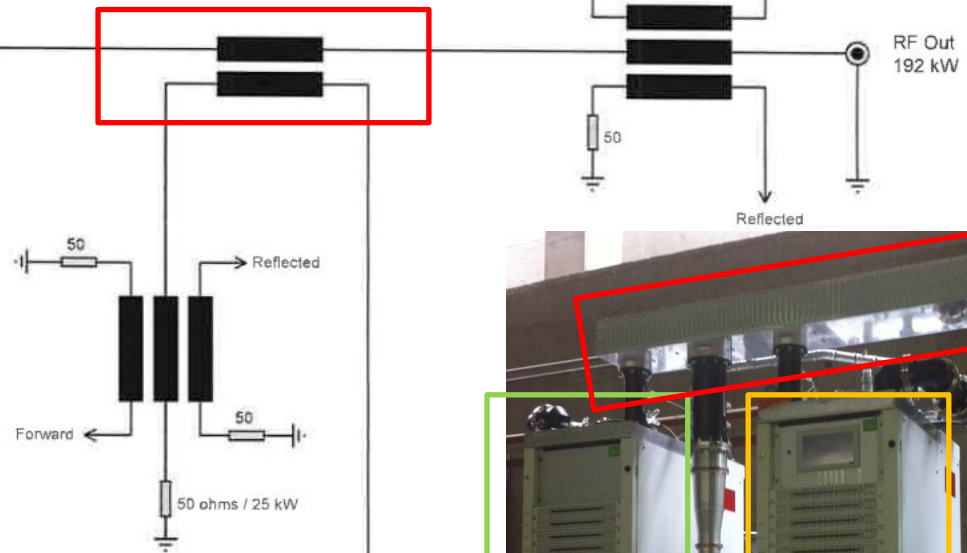 RF Out
192 kW
50
Reflected
50
Reflected
50
Forward
50 ohms / 25 kW